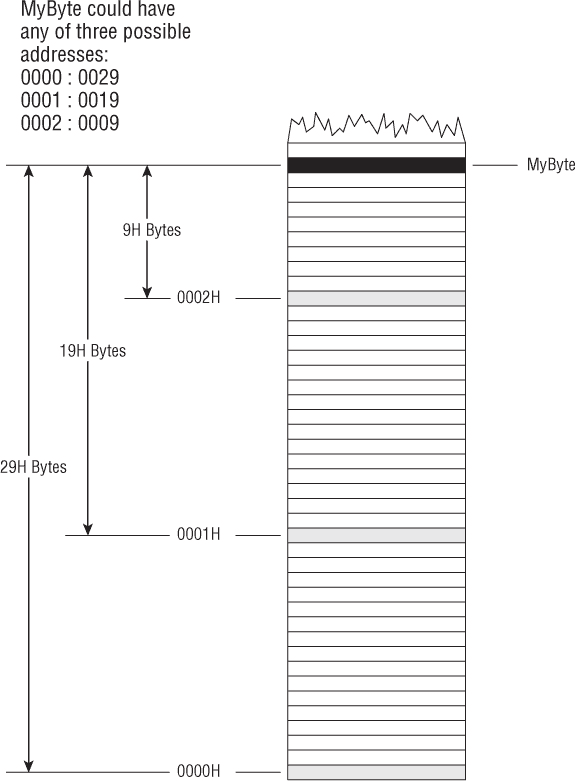 MyByte could have
any of three possible
addresses:
0000 : 0029
0001 : 0019
0002 : 0009
MyByte
9H Bytes
0002H
19H Bytes
29H Bytes
0001H
0000H